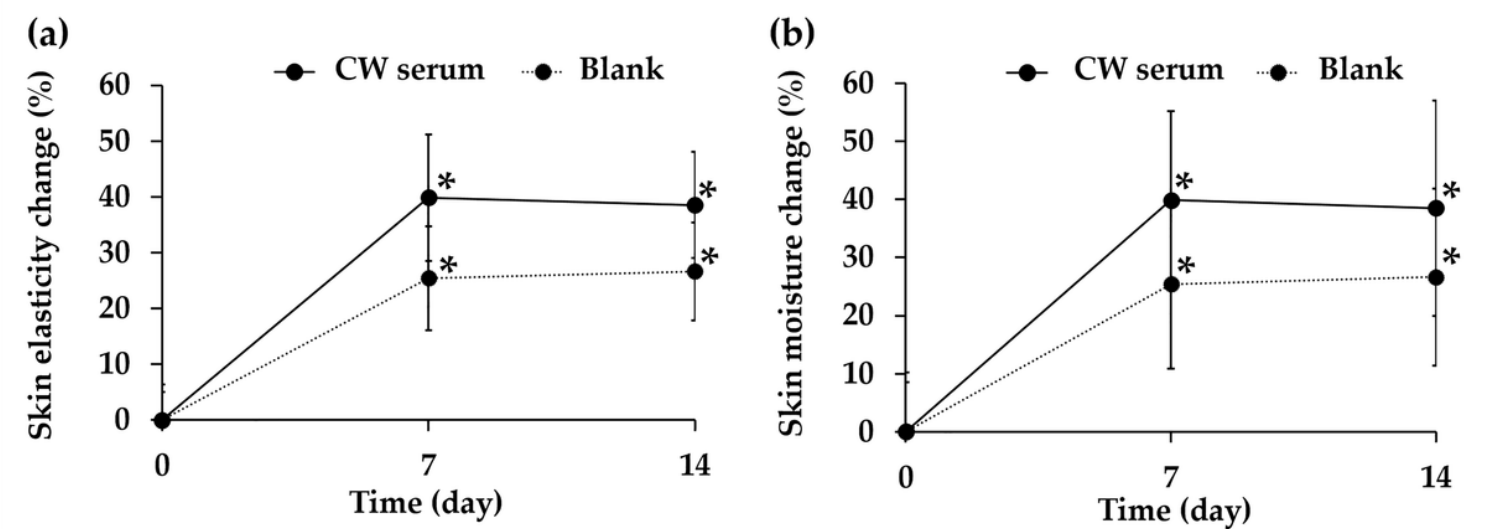 (a)
CW serum Blank
Skin elasticity change (%)
60
50
40
30
20
10
0
* *
* *
0 7 14
Time (day)
(b)
CW serum Blank
Skin moisture change (%)
60
50
40
30
20
10
0
* *
* *
0 7 14
Time (day)